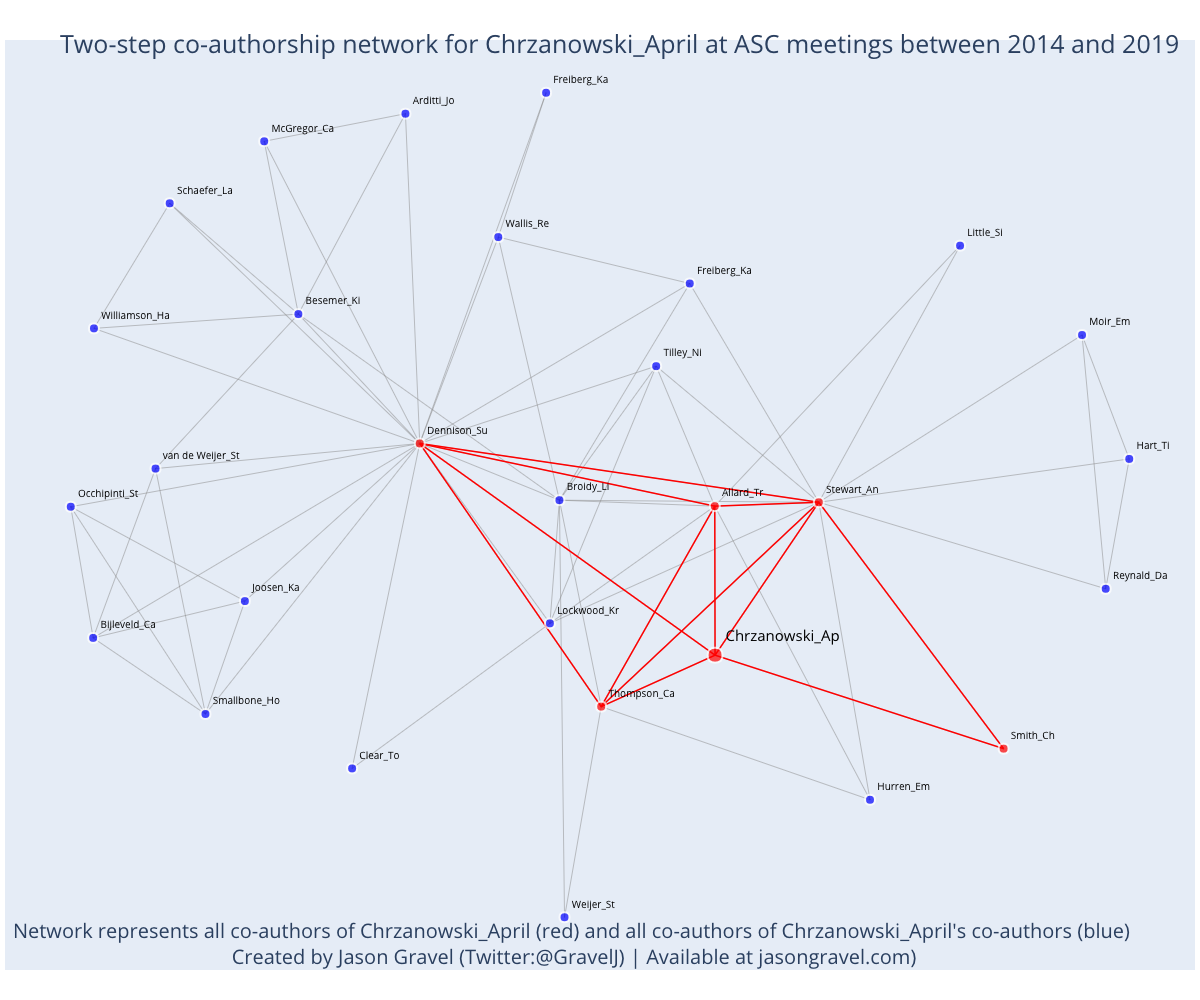 Two-step co-authorship network for Chrzanowski_April at ASC meetings between 2014 and 2019
Freiberg_Ka
Arditti_Jo
McGregor_Ca
Schaefer_La
Wallis_Re
Little_Si
Freiberg_Ka
Besemer_Ki
Williamson_Ha
Moir_Em
Tilley_Ni
Dennison_Su
Hart_Ti
van de Weijer_St
Broidy_Li
Allard_Tr
Stewart_An
Occhipinti_St
Reynald_Da
Joosen_Ka
Lockwood_Kr
Bijleveld_Ca
Chrzanowski_Ap
Thompson_Ca
Smallbone_Ho
Smith_Ch
Clear_To
Hurren_Em
Weijer_St
Network represents all co-authors of Chrzanowski_April (red) and all co-authors of Chrzanowski_April's co-authors (blue)
Created by Jason Gravel (Twitter:@GravelJ) | Available at jasongravel.com)